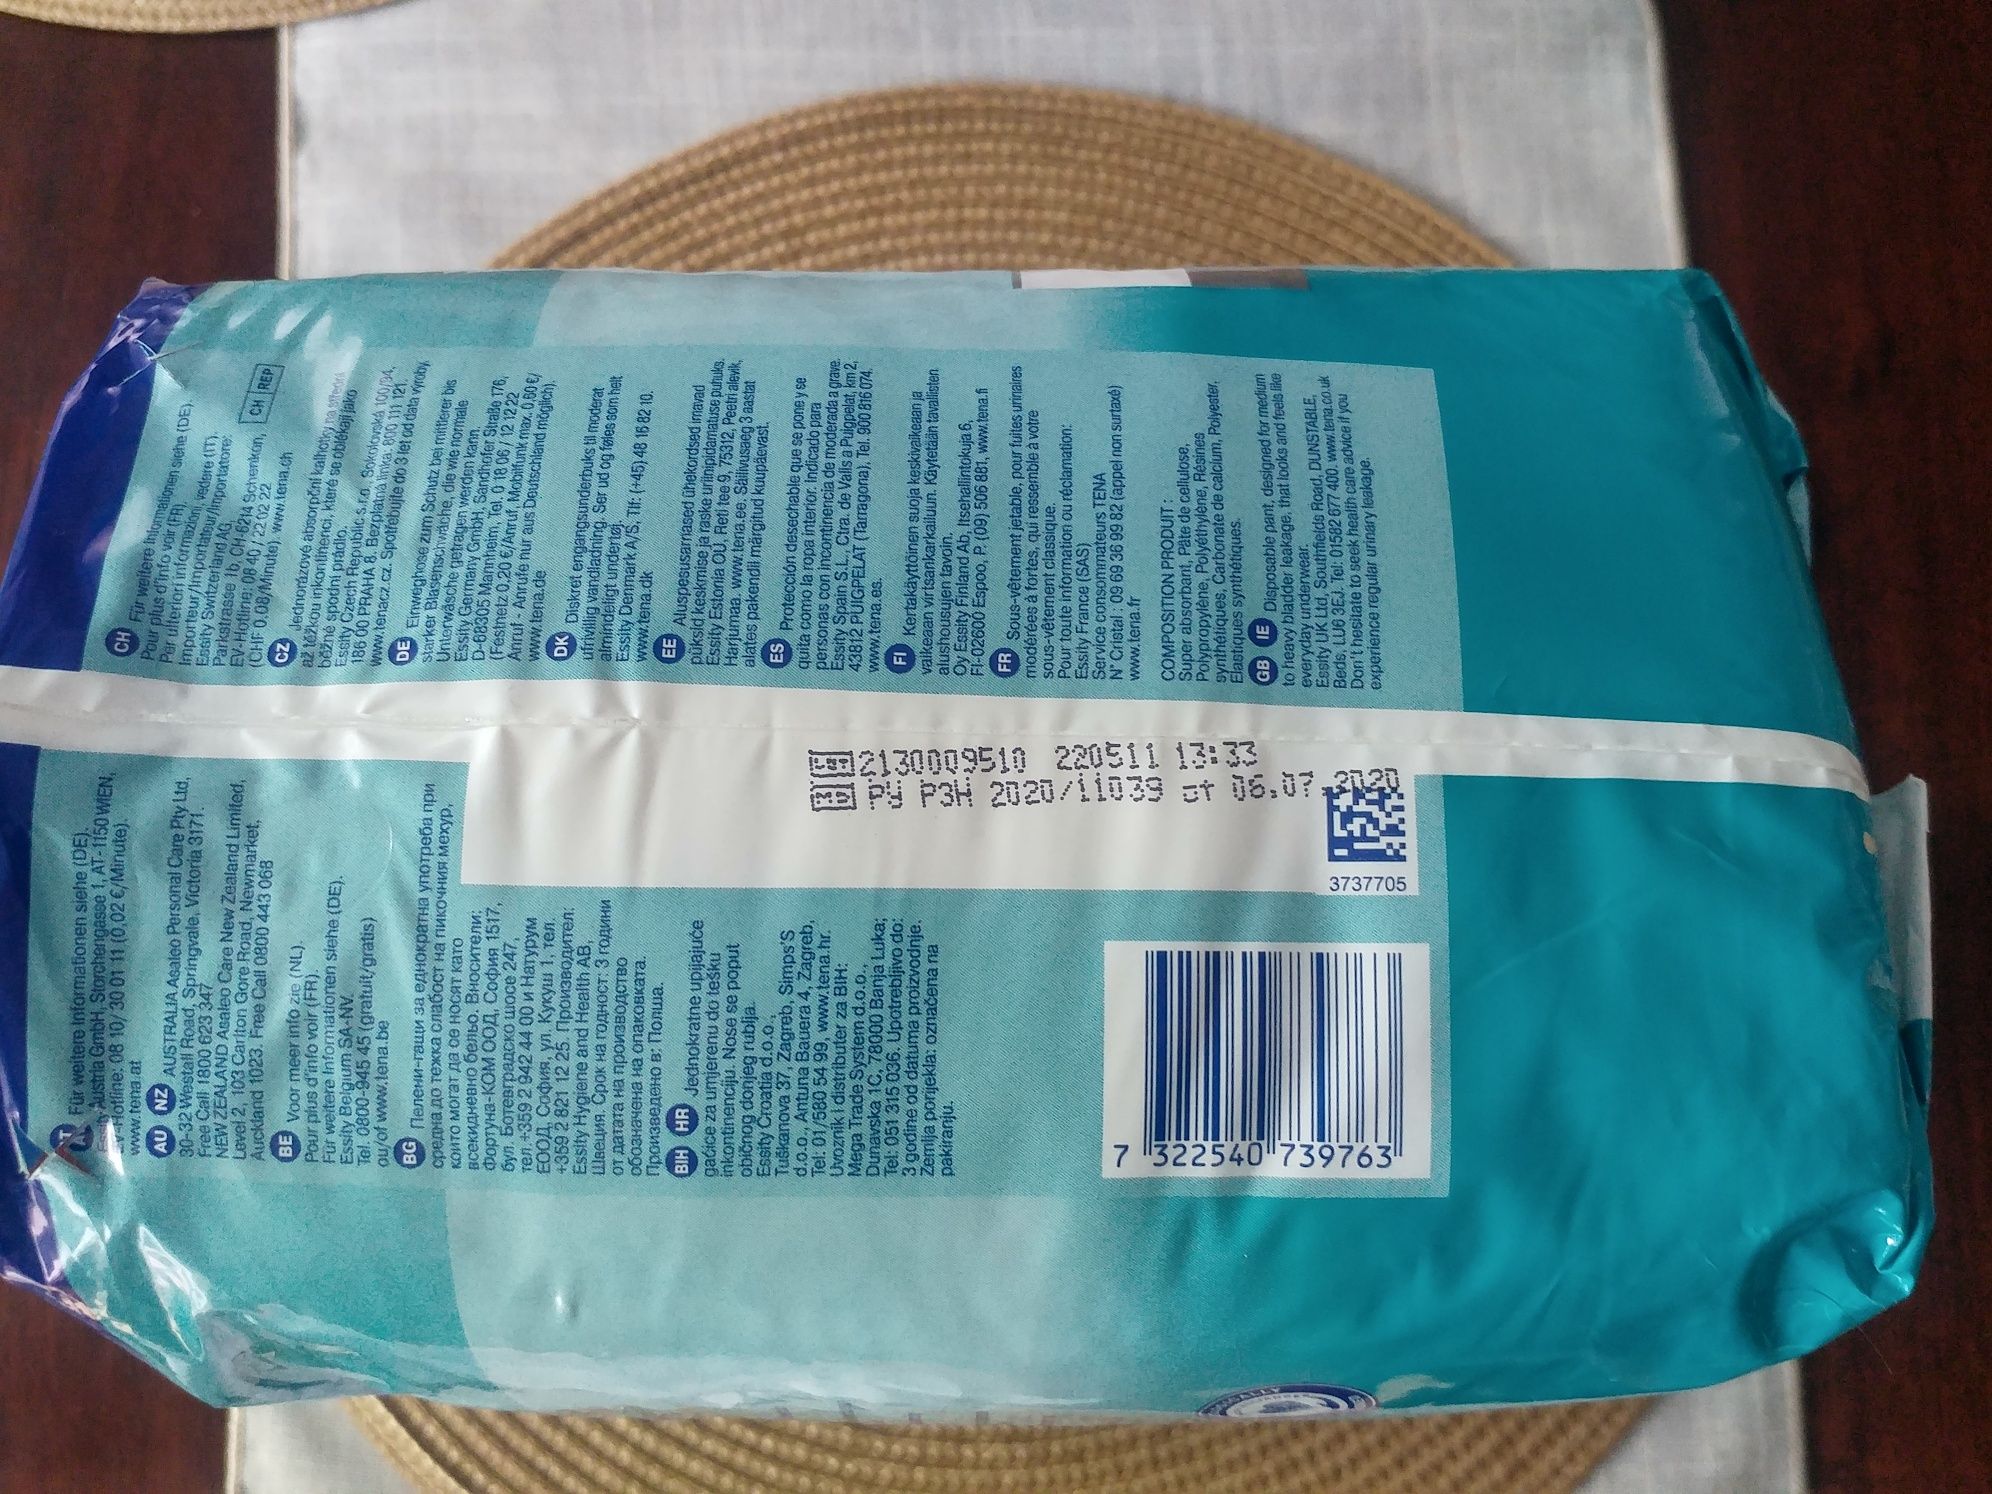 Für weitere Informationen siehe (DE).
Austria GmbH, Storchengasse 1, AT-1150 WIEN,
Hotline: 08 10/ 30 01 11 (0,02 €/Minute).
www.tena.at
AU NZ AUSTRALIA Asaleo Personal Care Pty Ltd,
30-32 Westall Road, Springvale, Victoria 3171.
Free Call 1800 623 347
NEW ZEALAND Asaleo Care New Zealand Limited,
Level 2, 103 Carlton Gore Road, Newmarket,
Auckland 1023. Free Call 0800 443 068
BE Voor meer info zie (NL).
Pour plus d'info voir (FR).
Für weitere Informationen siehe (DE).
Essity Belgium SA-NV.
Tel. 0800-945 45 (gratuit/gratis)
ou/of www.tena.be
BG Пелени-гащи за еднократна употреба при
средна до тежка слабост на пикочния мехур,
които могат да се носят като
всекидневно бельо. Вносители:
Фортуна-КОМ ООД, София 1517,
бул. Ботевградско шосе 247,
тел. +359 2 942 44 00 и Натурум
ЕООД, София, ул. Кукуш 1, тел.
+359 2 821 12 25. Производител:
Essity Hygiene and Health AB,
Швеция. Срок на годност: 3 години
от датата на производство
обозначена на опаковката.
Произведено в: Полша.
BIH HR Jednokratne upijajuće
gaćice za umjerenu do tešku
inkontinenciju. Nose se poput
običnog donjeg rublja.
Essity Croatia d.o.o.,
Tuškanova 37, Zagreb, Simps'S
d.o.o., Antuna Bauera 4, Zagreb,
Tel: 01/580 54 99, www.tena.hr.
Uvoznik i distributer za BIH:
Mega Trade System d.o.o.,
Dunavska 1C, 78000 Banja Luka;
Tel: 051 315 036. Upotrebljivo do:
3 godine od datuma proizvodnje.
Zemlja porijekla: označena na
pakiranju.
7 322540 739763
CH Für weitere Informationen siehe (DE).
Pour plus d'info voir (FR).
Per ulteriori informazioni, vedere (IT).
Importeur/Importateur/Importatore:
Essity Switzerland AG,
Parkstrasse 1b, CH-6214 Schenkon,
EV-Hotline: 08 40 / 22 02 22
(CHF 0.08/Minute). www.tena.ch
CH REP
CZ Jednorázové absorpční kalhotky na střední
až těžkou inkontinenci, které se oblékají jako
běžné spodní prádlo.
Essity Czech Republic s.r.o., Sokolovská 100/94,
186 00 PRAHA 8. Bezplatná linka 800 111 121.
www.tenacz.cz. Spotřebujte do 3 let od data výroby.
DE Einweghose zum Schutz bei mittlerer bis
starker Blasenschwäche, die wie normale
Unterwäsche getragen werden kann.
Essity Germany GmbH, Sandhofer Straße 176,
D-68305 Mannheim, Tel. 0 18 06 / 12 12 22
(Festnetz 0,20 €/Anruf, Mobilfunk max. 0,60 €/
Anruf - Anrufe nur aus Deutschland möglich).
www.tena.de
DK Diskret engangsunderbuks til moderat
ufrivillig vandladning. Ser ud og føles som helt
almindeligt undertøj.
Essity Denmark A/S, Tlf: (+45) 48 16 82 10.
www.tena.dk
EE Aluspesusarnased ühekordsed imavad
püksid keskmise ja raske uriinipidamatuse puhuks.
Essity Estonia OÜ, Reti tee 9, 75312, Peetri alevik,
Harjumaa. www.tena.ee. Säilivusaeg 3 aastat
alates pakendil märgitud kuupäevast.
ES Protección desechable que se pone y se
quita como la ropa interior. Indicado para
personas con incontinencia de moderada a grave.
Essity Spain S.L., Ctra. de Valls a Puigpelat, km 2,
43812 PUIGPELAT (Tarragona), Tel. 900 816 074.
www.tena.es.
FI Kertakäyttöinen suoja keskivaikeaan ja
vaikeaan virtsankarkailuun. Käytetään tavallisten
alushousujen tavoin.
Oy Essity Finland Ab, Itsehallintokuja 6,
FI-02600 Espoo, P. (09) 506 881, www.tena.fi
FR Sous-vêtement jetable, pour fuites urinaires
modérées à fortes, qui ressemble à votre
sous-vêtement classique.
Pour toute information ou réclamation:
Essity France (SAS)
Service consommateurs TENA
N° Cristal : 09 69 36 99 82 (appel non surtaxé)
www.tena.fr
COMPOSITION PRODUIT :
Super absorbant, Pâte de cellulose,
Polypropylène, Polyéthylène, Résines
synthétiques, Carbonate de calcium, Polyester,
Elastiques synthétiques.
GB IE Disposable pant, designed for medium
to heavy bladder leakage, that looks and feels like
everyday underwear.
Essity UK Ltd, Southfields Road, DUNSTABLE,
Beds. LU6 3EJ. Tel: 01582 677 400. www.tena.co.uk
Don't hesitate to seek health care advice if you
experience regular urinary leakage.
2130009510 220511 13:33
РУ РЗН 2020/11039 от 06.07.2020
3737705